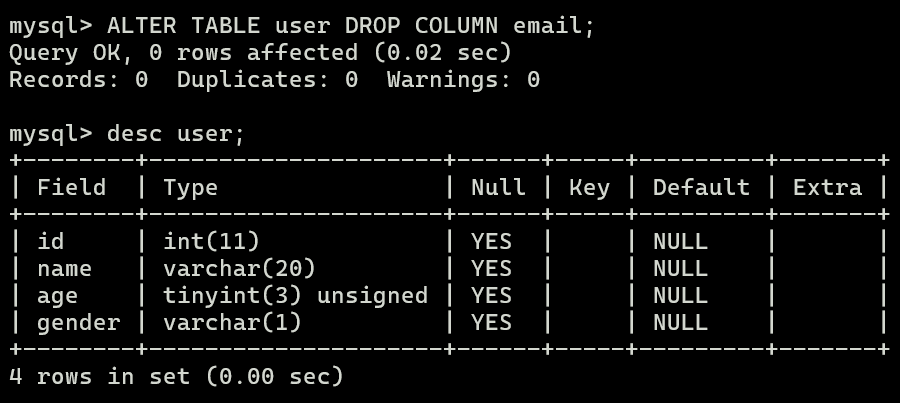 mysql> ALTER TABLE user DROP COLUMN email;
Query OK, 0 rows affected (0.02 sec)
Records: 0  Duplicates: 0  Warnings: 0

mysql> desc user;
+--------+---------------------+------+-----+---------+-------+
| Field  | Type                | Null | Key | Default | Extra |
+--------+---------------------+------+-----+---------+-------+
| id     | int(11)             | YES  |     | NULL    |       |
| name   | varchar(20)         | YES  |     | NULL    |       |
| age    | tinyint(3) unsigned | YES  |     | NULL    |       |
| gender | varchar(1)          | YES  |     | NULL    |       |
+--------+---------------------+------+-----+---------+-------+
4 rows in set (0.00 sec)